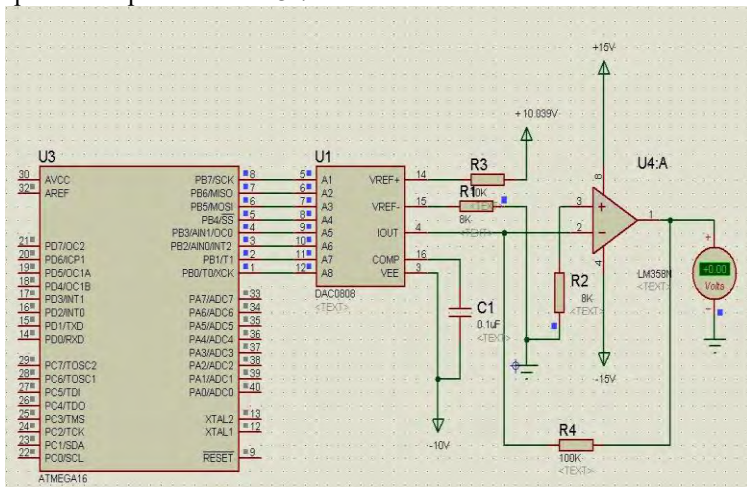 +15V
+10.039V
U3
U1
U4:A
30 AVCC
32 AREF
21 PD7/OC2
20 PD6/ICP1
19 PD5/OC1A
18 PD4/OC1B
17 PD3/INT1
16 PD2/INT0
15 PD1/TXD
14 PD0/RXD
29 PC7/TOSC2
28 PC6/TOSC1
27 PC5/TDI
26 PC4/TDO
25 PC3/TMS
24 PC2/TCK
23 PC1/SDA
22 PC0/SCL
PB7/SCK 8
PB6/MISO 7
PB5/MOSI 6
PB4/SS 5
PB3/AIN1/OC0 4
PB2/AIN0/INT2 3
PB1/T1 2
PB0/T0/XCK 1
PA7/ADC7 33
PA6/ADC6 34
PA5/ADC5 35
PA4/ADC4 36
PA3/ADC3 37
PA2/ADC2 38
PA1/ADC1 39
PA0/ADC0 40
XTAL2 13
XTAL1 12
RESET 9
ATMEGA16
5 A1
6 A2
7 A3
8 A4
9 A5
10 A6
11 A7
12 A8
VREF+ 14
VREF- 15
IOUT 4
COMP 16
VEE 3
DAC0808
<TEXT>
R3
10K
<TEXT>
R1
8K
<TEXT>
C1
0.1uF
<TEXT>
-10V
R2
8K
<TEXT>
8
3
2
1
4
LM358N
<TEXT>
-15V
+
+0.00
Volts
-
R4
100K
<TEXT>